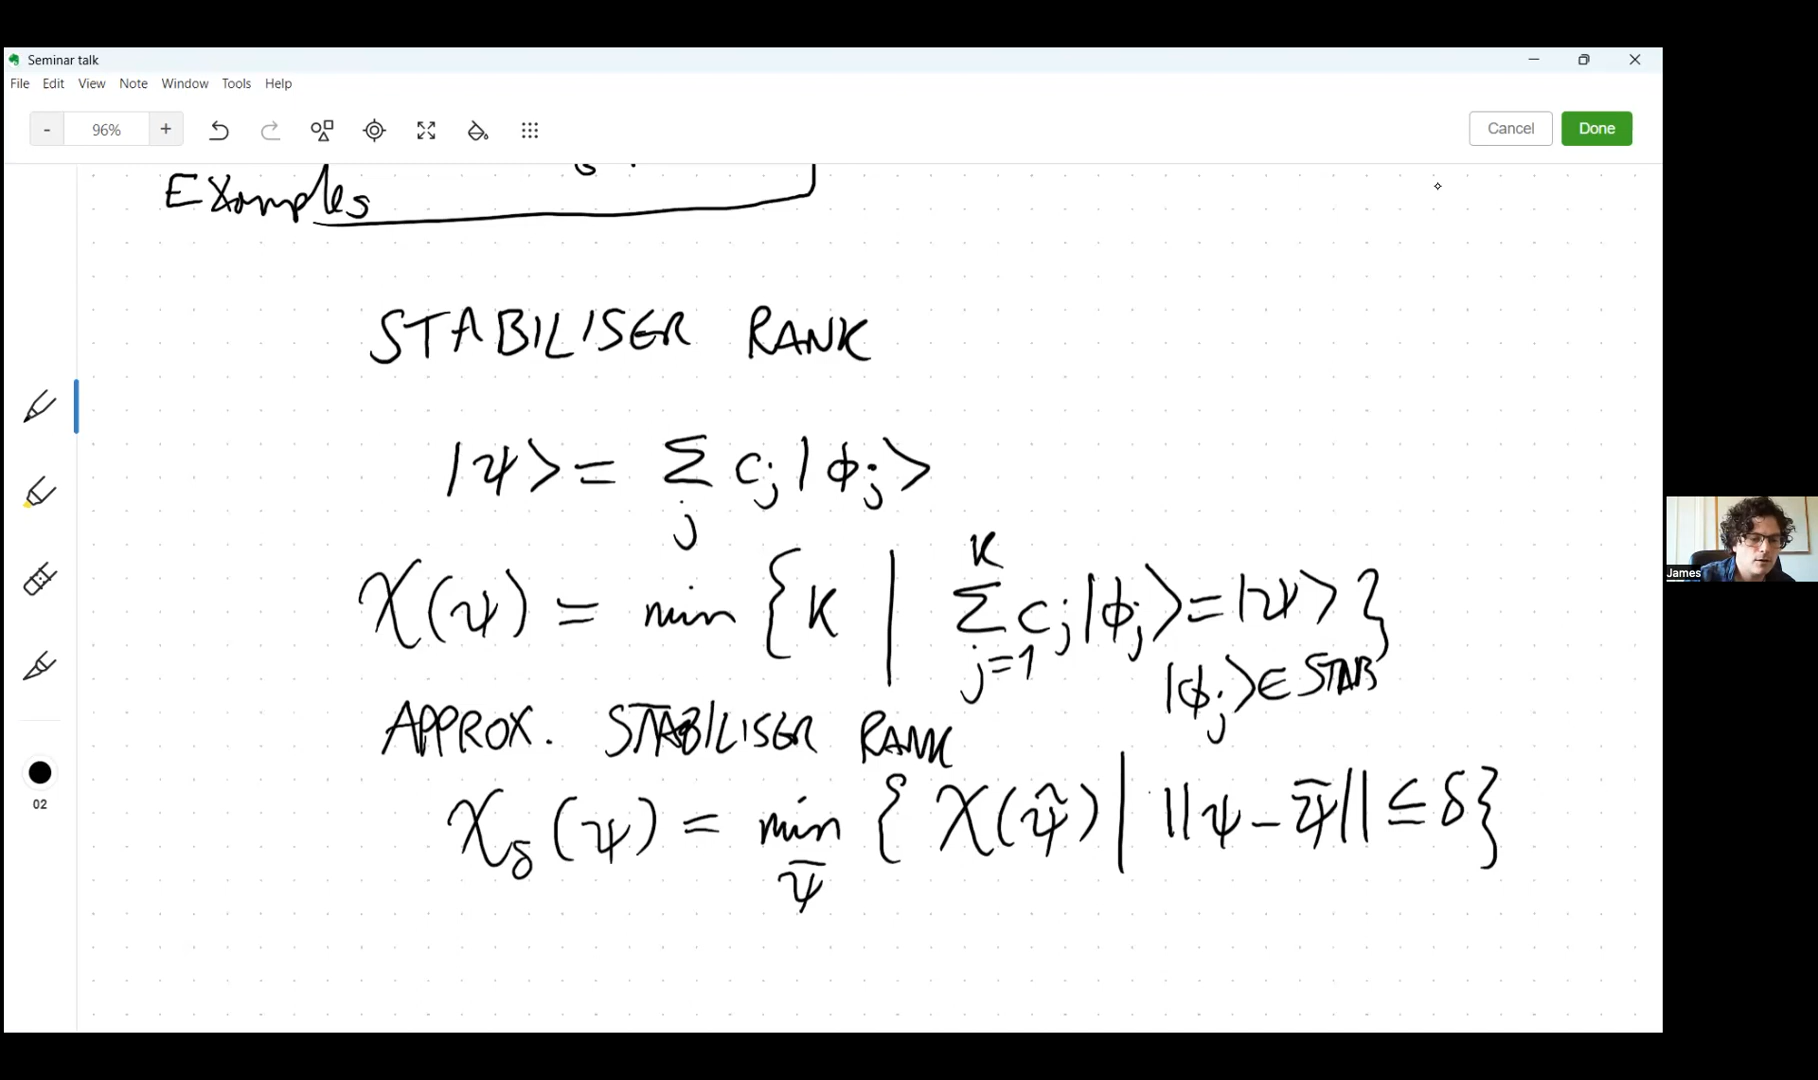 Seminar talk
File Edit View Note Window Tools Help
- 96% + Cancel Done
Examples
STABILISER RANK
|ψ> = Σ_j c_j |ϕ_j>
χ(ψ) = min { K | Σ_{j=1}^{K} c_j |ϕ_j> = |ψ> }
|ϕ_j> ∈ STAB
APPROX. STABILISER RANK
χ_δ (ψ) = min_{ψ̄} { χ(ψ̃) | ||ψ - ψ̄|| ≤ δ }
02
James